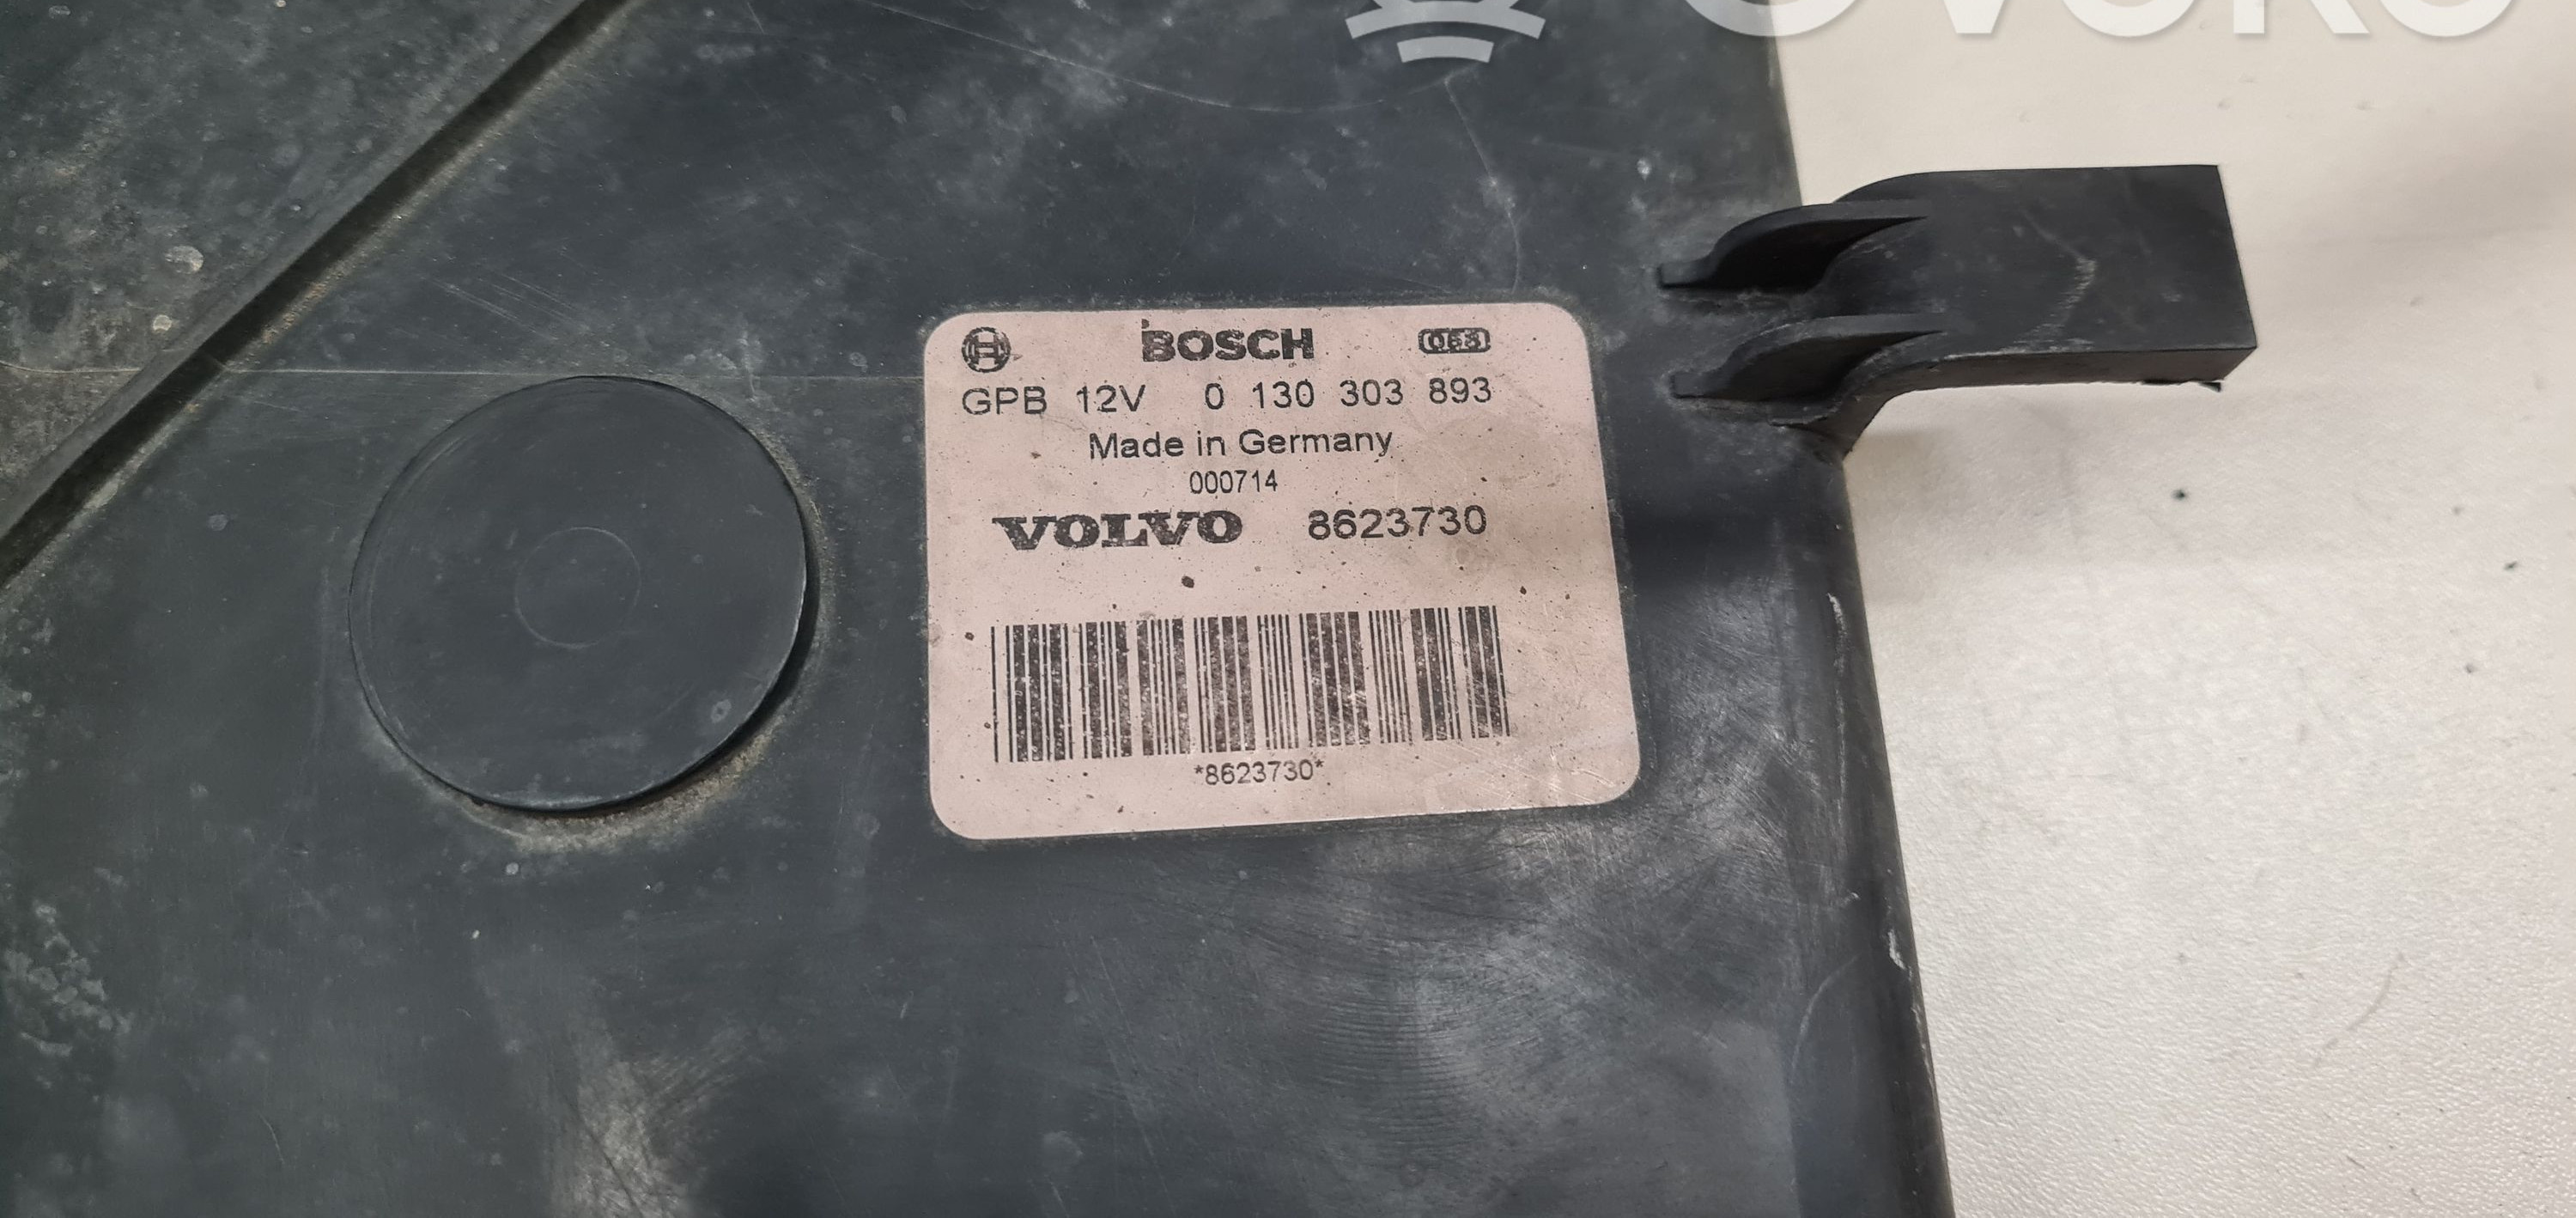 BOSCH
GPB 12V 0 130 303 893
Made in Germany
000714
VOLVO 8623730
*8623730*